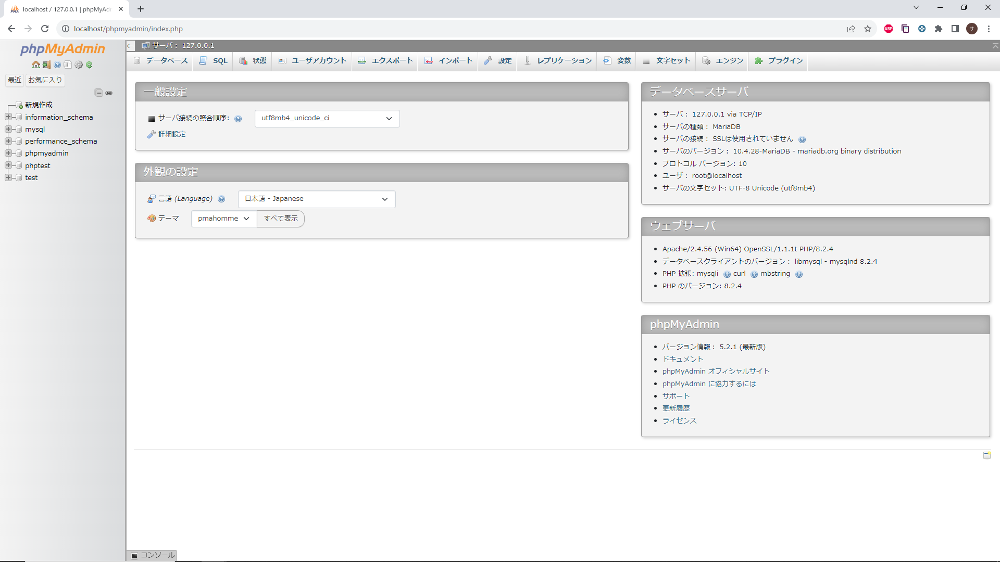 localhost / 127.0.0.1 | phpMyAdm
localhost/phpmyadmin/index.php
ABP
サ
phpMyAdmin
最近
お気に入り
新規作成
information_schema
mysql
performance_schema
phpmyadmin
phptest
test
サーバ： 127.0.0.1
データベース
SQL
状態
ユーザアカウント
エクスポート
インポート
設定
レプリケーション
変数
文字セット
エンジン
プラグイン
一般設定
サーバ接続の照合順序:
utf8mb4_unicode_ci
詳細設定
外観の設定
言語 (Language)
日本語 - Japanese
テーマ
pmahomme
すべて表示
データベースサーバ
サーバ： 127.0.0.1 via TCP/IP
サーバの種類： MariaDB
サーバの接続： SSLは使用されていません
サーバのバージョン： 10.4.28-MariaDB - mariadb.org binary distribution
プロトコル バージョン: 10
ユーザ： root@localhost
サーバの文字セット: UTF-8 Unicode (utf8mb4)
ウェブサーバ
Apache/2.4.56 (Win64) OpenSSL/1.1.1t PHP/8.2.4
データベースクライアントのバージョン： libmysql - mysqlnd 8.2.4
PHP 拡張: mysqli curl mbstring
PHP のバージョン: 8.2.4
phpMyAdmin
バージョン情報： 5.2.1 (最新版)
ドキュメント
phpMyAdmin オフィシャルサイト
phpMyAdmin に協力するには
サポート
更新履歴
ライセンス
コンソール